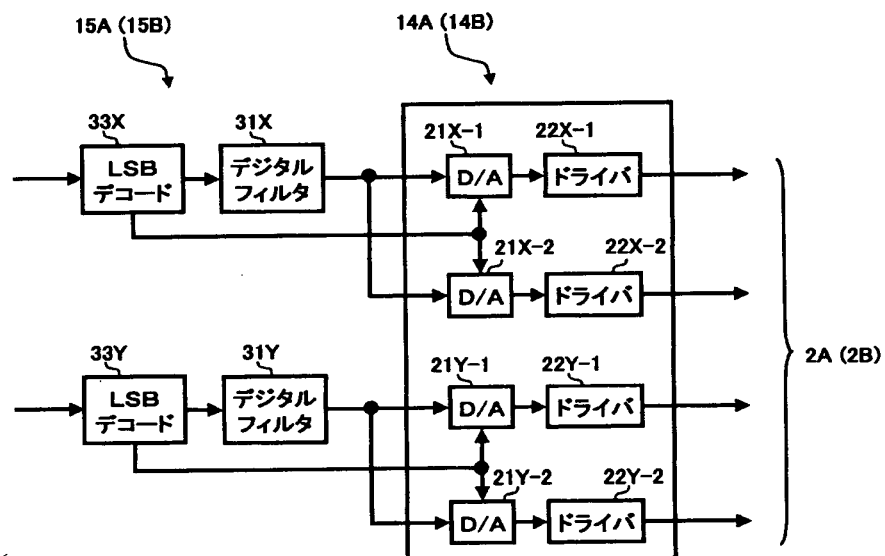 15A (15B)
14A (14B)
33X
31X
21X-1
22X-1
LSB
デコード
デジタル
フィルタ
D/A
ドライバ
21X-2
22X-2
D/A
ドライバ
2A (2B)
33Y
31Y
21Y-1
22Y-1
LSB
デコード
デジタル
フィルタ
D/A
ドライバ
21Y-2
22Y-2
D/A
ドライバ